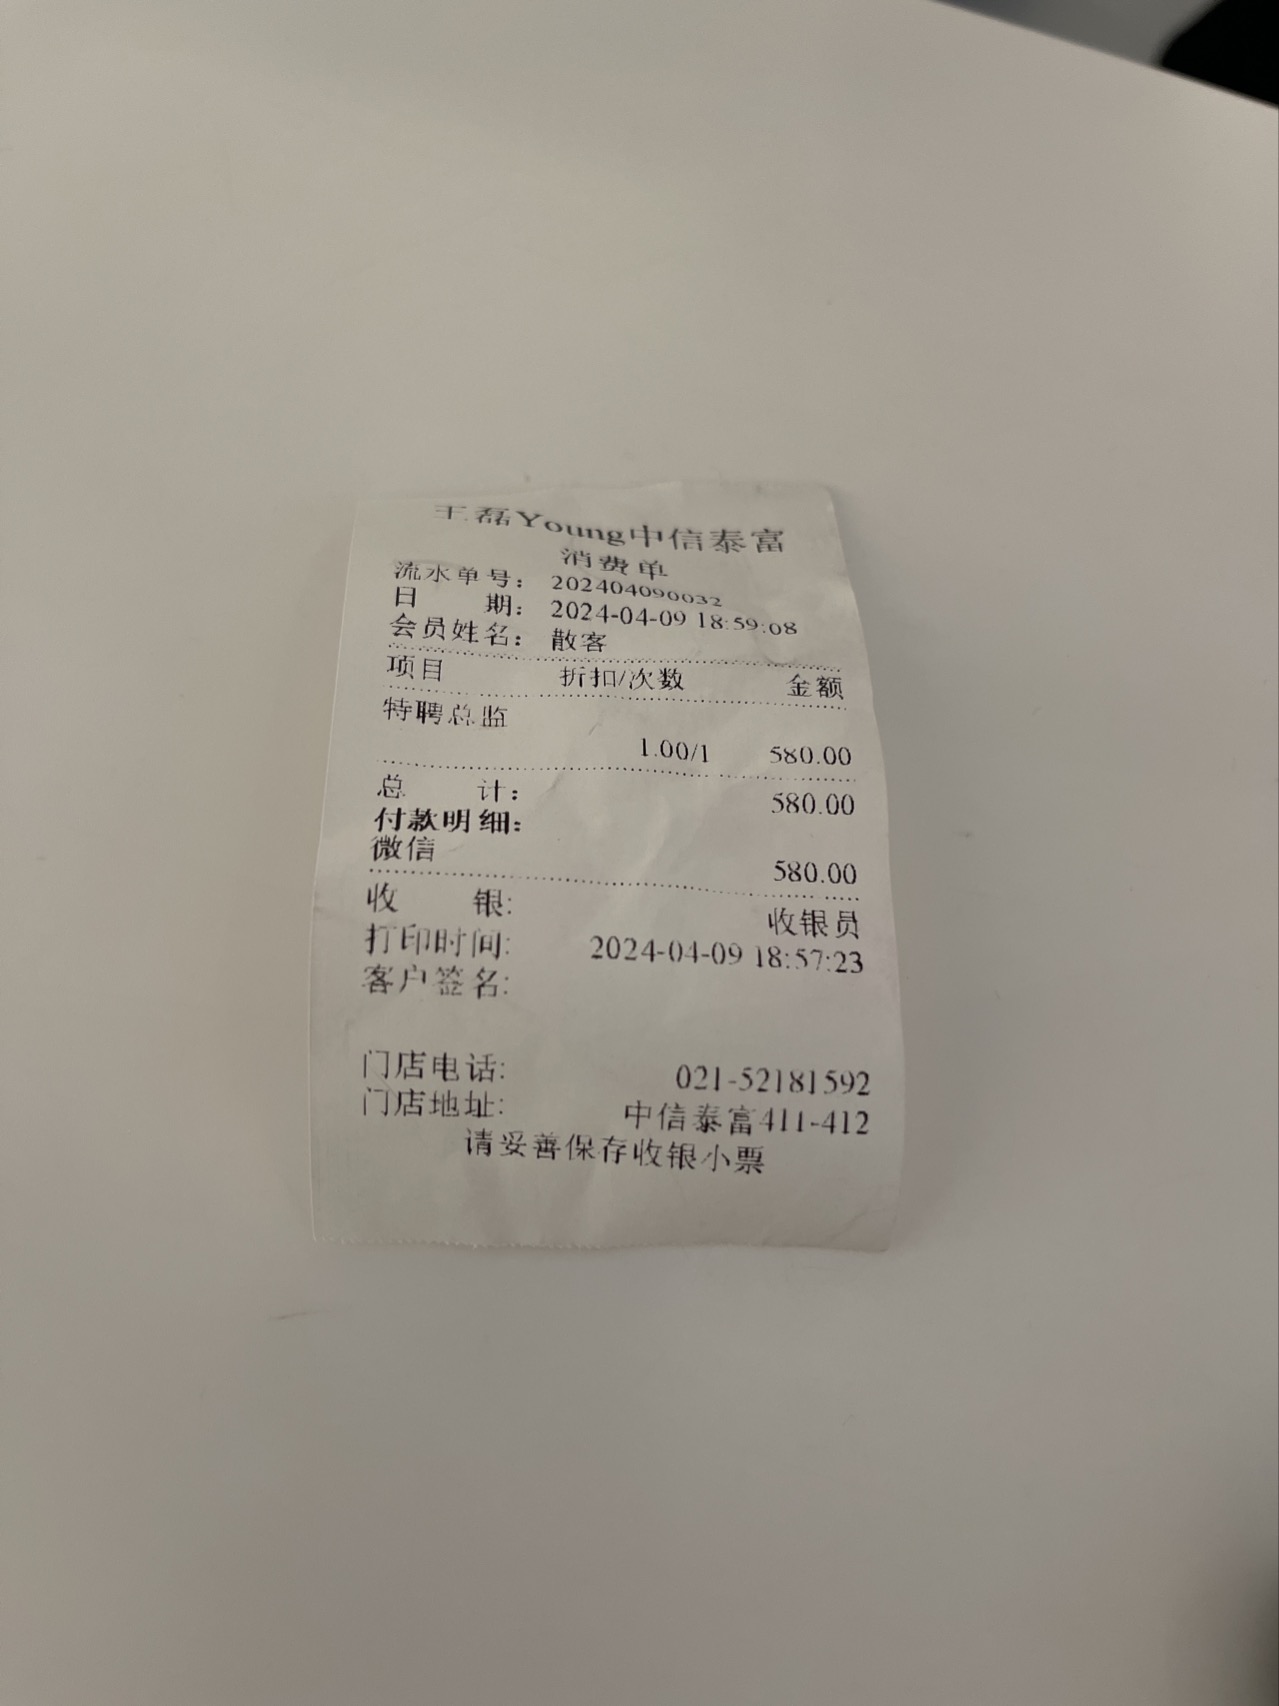 王磊Young中信泰富
消费单
流水单号: 202404090032
日 期: 2024-04-09 18:59:08
会员姓名: 散客
项目 折扣/次数 金额
特聘总监
1.00/1 580.00
总 计: 580.00
付款明细:
微信 580.00
收 银: 收银员
打印时间: 2024-04-09 18:57:23
客户签名:
门店电话: 021-52181592
门店地址: 中信泰富411-412
请妥善保存收银小票